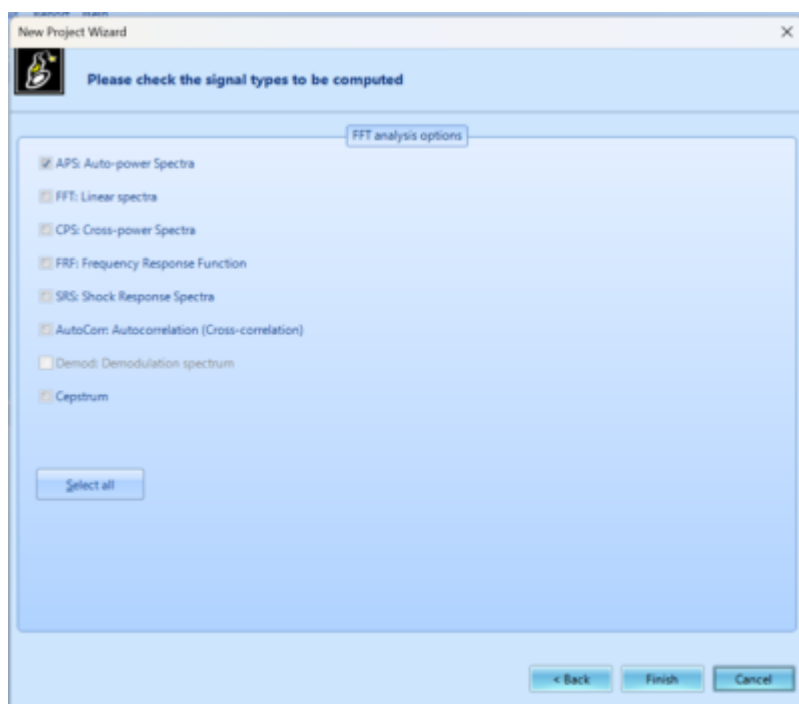 New Project Wizard
Please check the signal types to be computed
FFT analysis options
APS: Auto-power Spectra
FFT: Linear spectra
CPS: Cross-power Spectra
FRF: Frequency Response Function
SRS: Shock Response Spectra
AutoCorr: Autocorrelation (Cross-correlation)
Demod: Demodulation spectrum
Cepstrum
Select all
< Back Finish Cancel